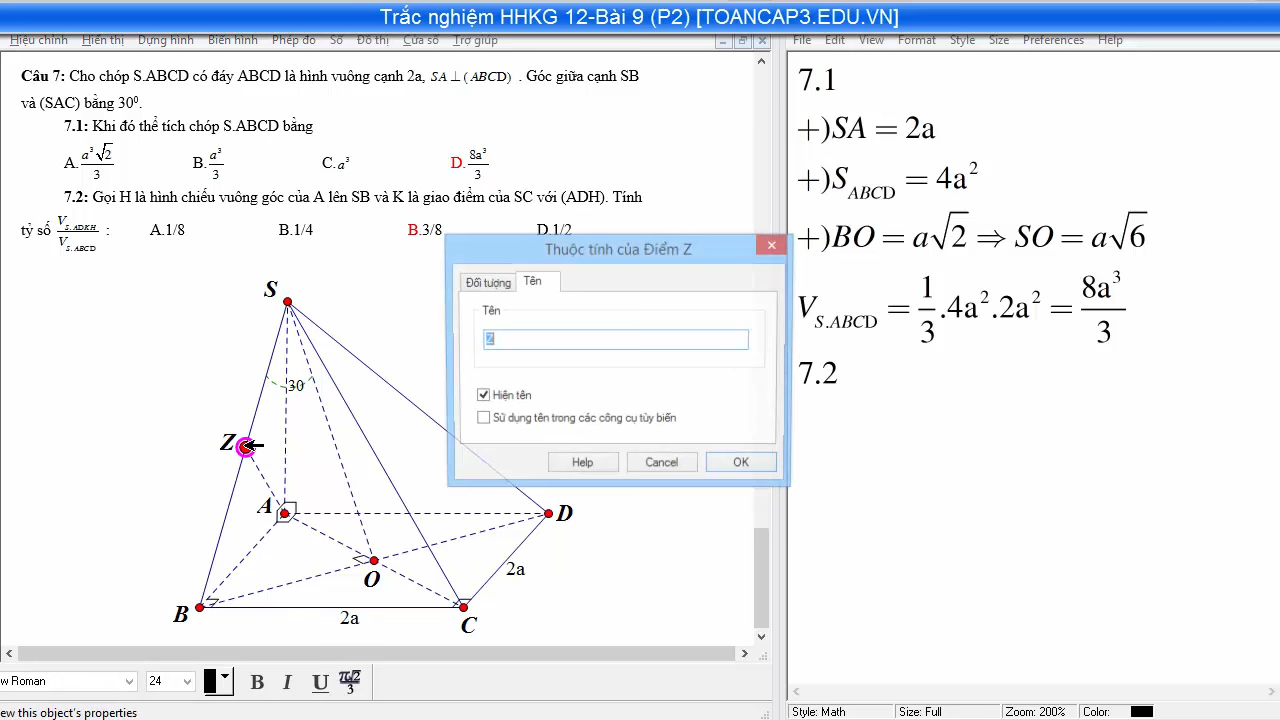 Trắc nghiệm HHKG 12-Bài 9 (P2) [TOANCAP3.EDU.VN]
Hiệu chỉnh Hiển thị Dựng hình Biến hình Phép đo Số Đồ thị Cửa sổ Trợ giúp
File Edit View Format Style Size Preferences Help
Câu 7: Cho chóp S.ABCD có đáy ABCD là hình vuông cạnh 2a, SA ⊥ (ABCD) . Góc giữa cạnh SB
và (SAC) bằng 30⁰.
7.1: Khi đó thể tích chóp S.ABCD bằng
A. a³√2/3 B. a³/3 C. a³ D. 8a³/3
7.2: Gọi H là hình chiếu vuông góc của A lên SB và K là giao điểm của SC với (ADH). Tính
tỷ số V_S.ADKH/V_S.ABCD : A.1/8 B.1/4 B.3/8 D.1/2
Thuộc tính của Điểm Z
Đối tượng Tên
Tên
Z
Hiện tên
Sử dụng tên trong các công cụ tùy biến
Help Cancel OK
S
30
Z
A
D
O
2a
B
2a
C
7.1
+)SA = 2a
+)S_ABCD = 4a²
+)BO = a√2 ⇒ SO = a√6
V_S.ABCD = 1/3 .4a².2a² = 8a³/3
7.2
w Roman 24 B I U π√2/3
ew this object's properties
Style: Math Size: Full Zoom: 200% Color: